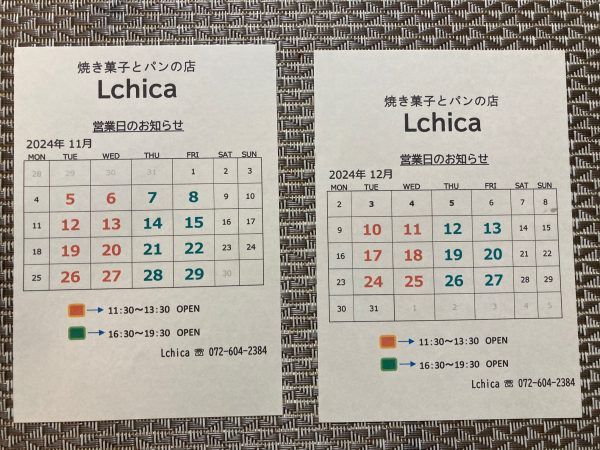 焼き菓子とパンの店
Lchica
営業日のお知らせ
2024年 11月
MON TUE WED THU FRI SAT SUN
28 29 30 31 1 2 3
4 5 6 7 8 9 10
11 12 13 14 15 16 17
18 19 20 21 22 23 24
25 26 27 28 29 30
11:30～13:30 OPEN
16:30～19:30 OPEN
Lchica ☏ 072-604-2384
焼き菓子とパンの店
Lchica
営業日のお知らせ
2024年 12月
MON TUE WED THU FRI SAT SUN
2 3 4 5 6 7 8
9 10 11 12 13 14 15
16 17 18 19 20 21 22
23 24 25 26 27 28 29
30 31 1 2 3 4 5
11:30～13:30 OPEN
16:30～19:30 OPEN
Lchica ☏ 072-604-2384